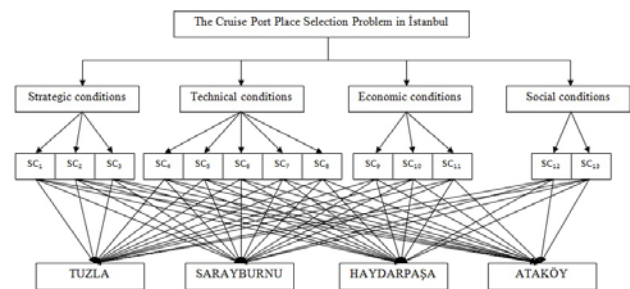 The Cruise Port Place Selection Problem in İstanbul
Strategic conditions Technical conditions Economic conditions Social conditions
SC₁ SC₂ SC₃ SC₄ SC₅ SC₆ SC₇ SC₈ SC₉ SC₁₀ SC₁₁ SC₁₂ SC₁₃
TUZLA SARAYBURNU HAYDARPAŞA ATAKÖY